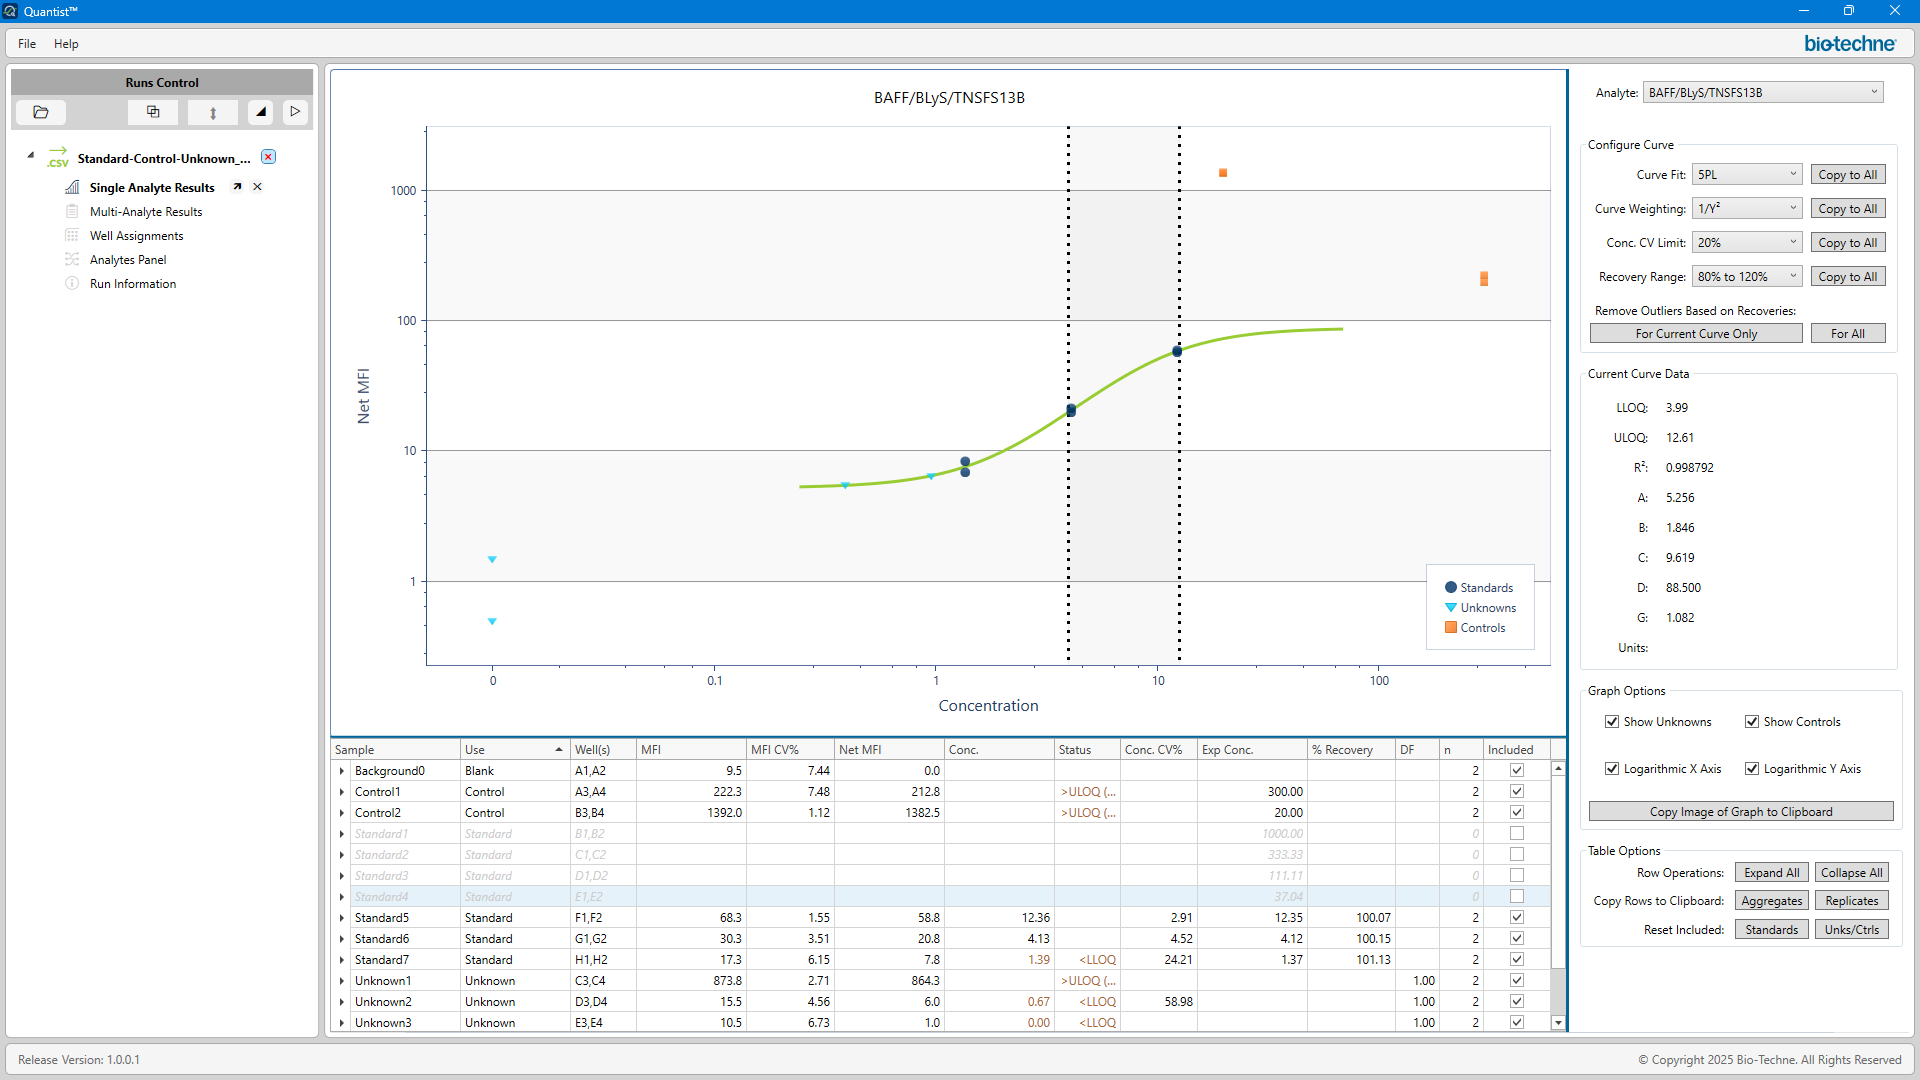 Quantist™
File Help
bio-techne
Runs Control
.CSV Standard-Control-Unknown_...
Single Analyte Results
Multi-Analyte Results
Well Assignments
Analytes Panel
Run Information
BAFF/BLyS/TNSFS13B
Net MFI
1000
100
10
1
0 0.1 1 10 100
Concentration
Standards
Unknowns
Controls
Sample Use Well(s) MFI MFI CV% Net MFI Conc. Status Conc. CV% Exp Conc. % Recovery DF n Included
Background0 Blank A1,A2 9.5 7.44 0.0 2
Control1 Control A3,A4 222.3 7.48 212.8 >ULOQ (... 300.00 2
Control2 Control B3,B4 1392.0 1.12 1382.5 >ULOQ (... 20.00 2
Standard1 Standard B1,B2 1000.00 0
Standard2 Standard C1,C2 333.33 0
Standard3 Standard D1,D2 111.11 0
Standard4 Standard E1,E2 37.04 0
Standard5 Standard F1,F2 68.3 1.55 58.8 12.36 2.91 12.35 100.07 2
Standard6 Standard G1,G2 30.3 3.51 20.8 4.13 4.52 4.12 100.15 2
Standard7 Standard H1,H2 17.3 6.15 7.8 1.39 <LLOQ 24.21 1.37 101.13 2
Unknown1 Unknown C3,C4 873.8 2.71 864.3 >ULOQ (... 1.00 2
Unknown2 Unknown D3,D4 15.5 4.56 6.0 0.67 <LLOQ 58.98 1.00 2
Unknown3 Unknown E3,E4 10.5 6.73 1.0 0.00 <LLOQ 1.00 2
Analyte: BAFF/BLyS/TNSFS13B
Configure Curve
Curve Fit: 5PL Copy to All
Curve Weighting: 1/Y² Copy to All
Conc. CV Limit: 20% Copy to All
Recovery Range: 80% to 120% Copy to All
Remove Outliers Based on Recoveries:
For Current Curve Only For All
Current Curve Data
LLOQ: 3.99
ULOQ: 12.61
R²: 0.998792
A: 5.256
B: 1.846
C: 9.619
D: 88.500
G: 1.082
Units:
Graph Options
Show Unknowns Show Controls
Logarithmic X Axis Logarithmic Y Axis
Copy Image of Graph to Clipboard
Table Options
Row Operations: Expand All Collapse All
Copy Rows to Clipboard: Aggregates Replicates
Reset Included: Standards Unks/Ctrls
Release Version: 1.0.0.1
© Copyright 2025 Bio-Techne. All Rights Reserved